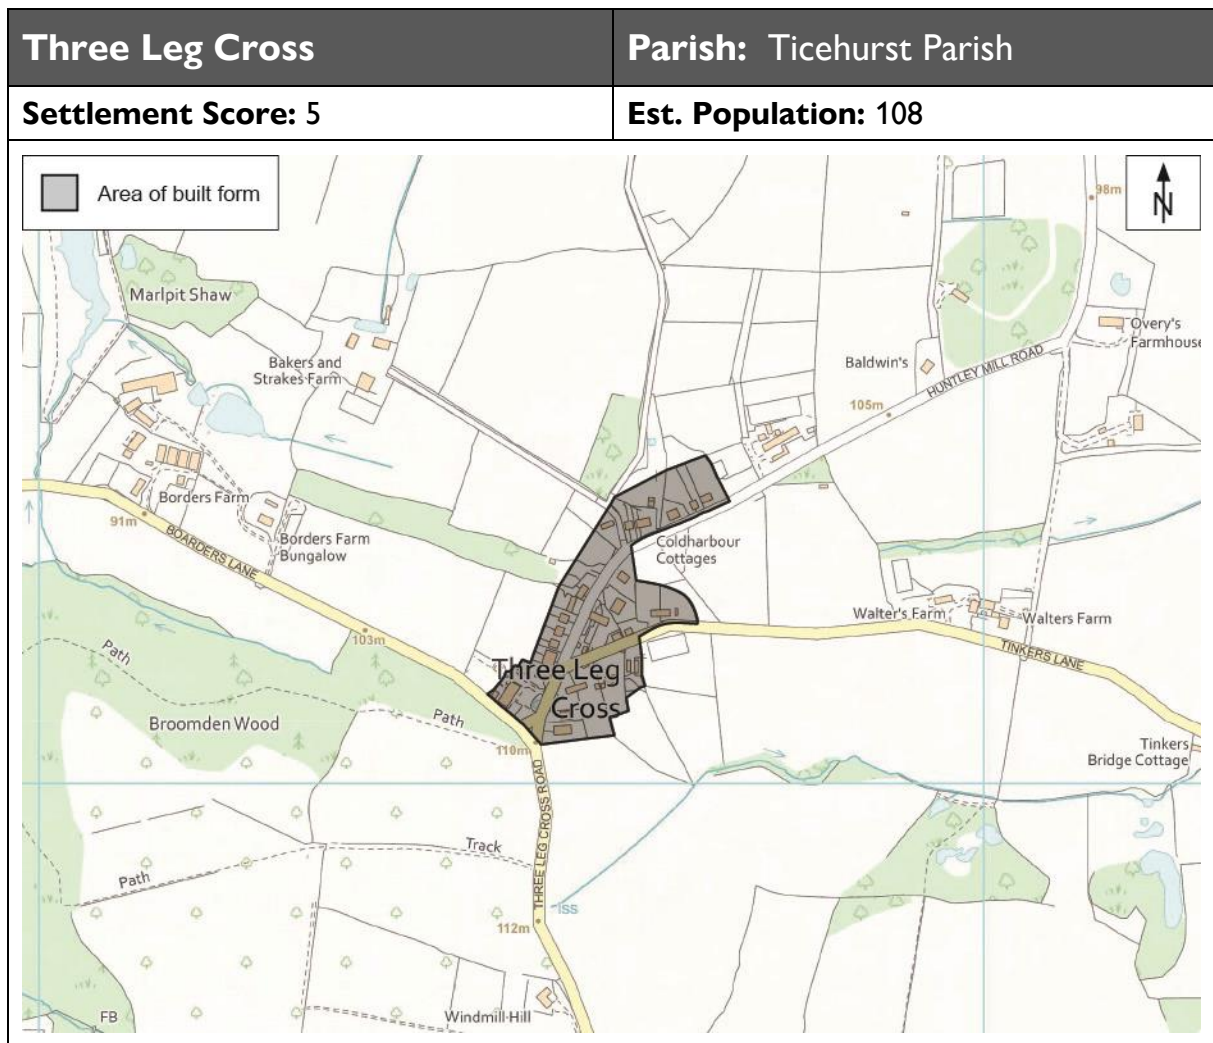 Three Leg Cross
Parish: Ticehurst Parish
Settlement Score: 5
Est. Population: 108
Area of built form
N
98m
Marlpit Shaw
Overy's
Farmhouse
Bakers and
Strakes Farm
Baldwin's
HUNTLEY MILL ROAD
105m
Borders Farm
91m
BOARDERS LANE
Borders Farm
Bungalow
Coldharbour
Cottages
Walter's Farm
Walters Farm
TINKERS LANE
103m
Path
Three Leg
Cross
Path
Broomden Wood
110m
Tinkers
Bridge Cottage
THREE LEG CROSS ROAD
Track
Path
Iss
112m
FB
Windmill Hill